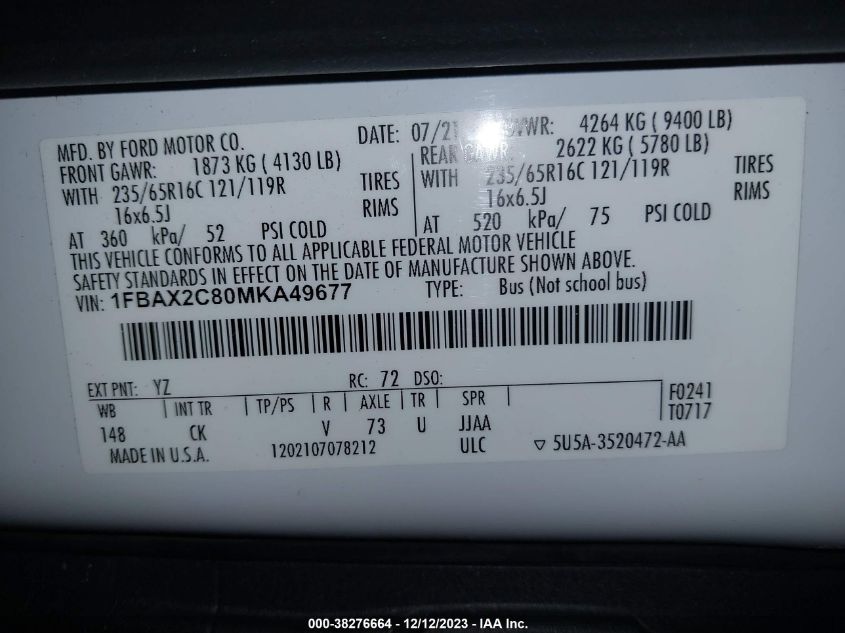 MFD. BY FORD MOTOR CO.
DATE: 07/21 GVWR: 4264 KG ( 9400 LB)
FRONT GAWR: 1873 KG ( 4130 LB)
REAR GAWR: 2622 KG ( 5780 LB)
WITH 235/65R16C 121/119R TIRES
WITH 235/65R16C 121/119R TIRES
16x6.5J RIMS
16x6.5J RIMS
AT 360 kPa/ 52 PSI COLD
AT 520 kPa/ 75 PSI COLD
THIS VEHICLE CONFORMS TO ALL APPLICABLE FEDERAL MOTOR VEHICLE
SAFETY STANDARDS IN EFFECT ON THE DATE OF MANUFACTURE SHOWN ABOVE.
VIN: 1FBAX2C80MKA49677 TYPE: Bus (Not school bus)
EXT PNT: YZ RC: 72 DSO:
WB INT TR TP/PS R AXLE TR SPR F0241
T0717
148 CK V 73 U JJAA
MADE IN U.S.A. 1202107078212 ULC ▽ 5U5A-3520472-AA
000-38276664 - 12/12/2023 - IAA Inc.